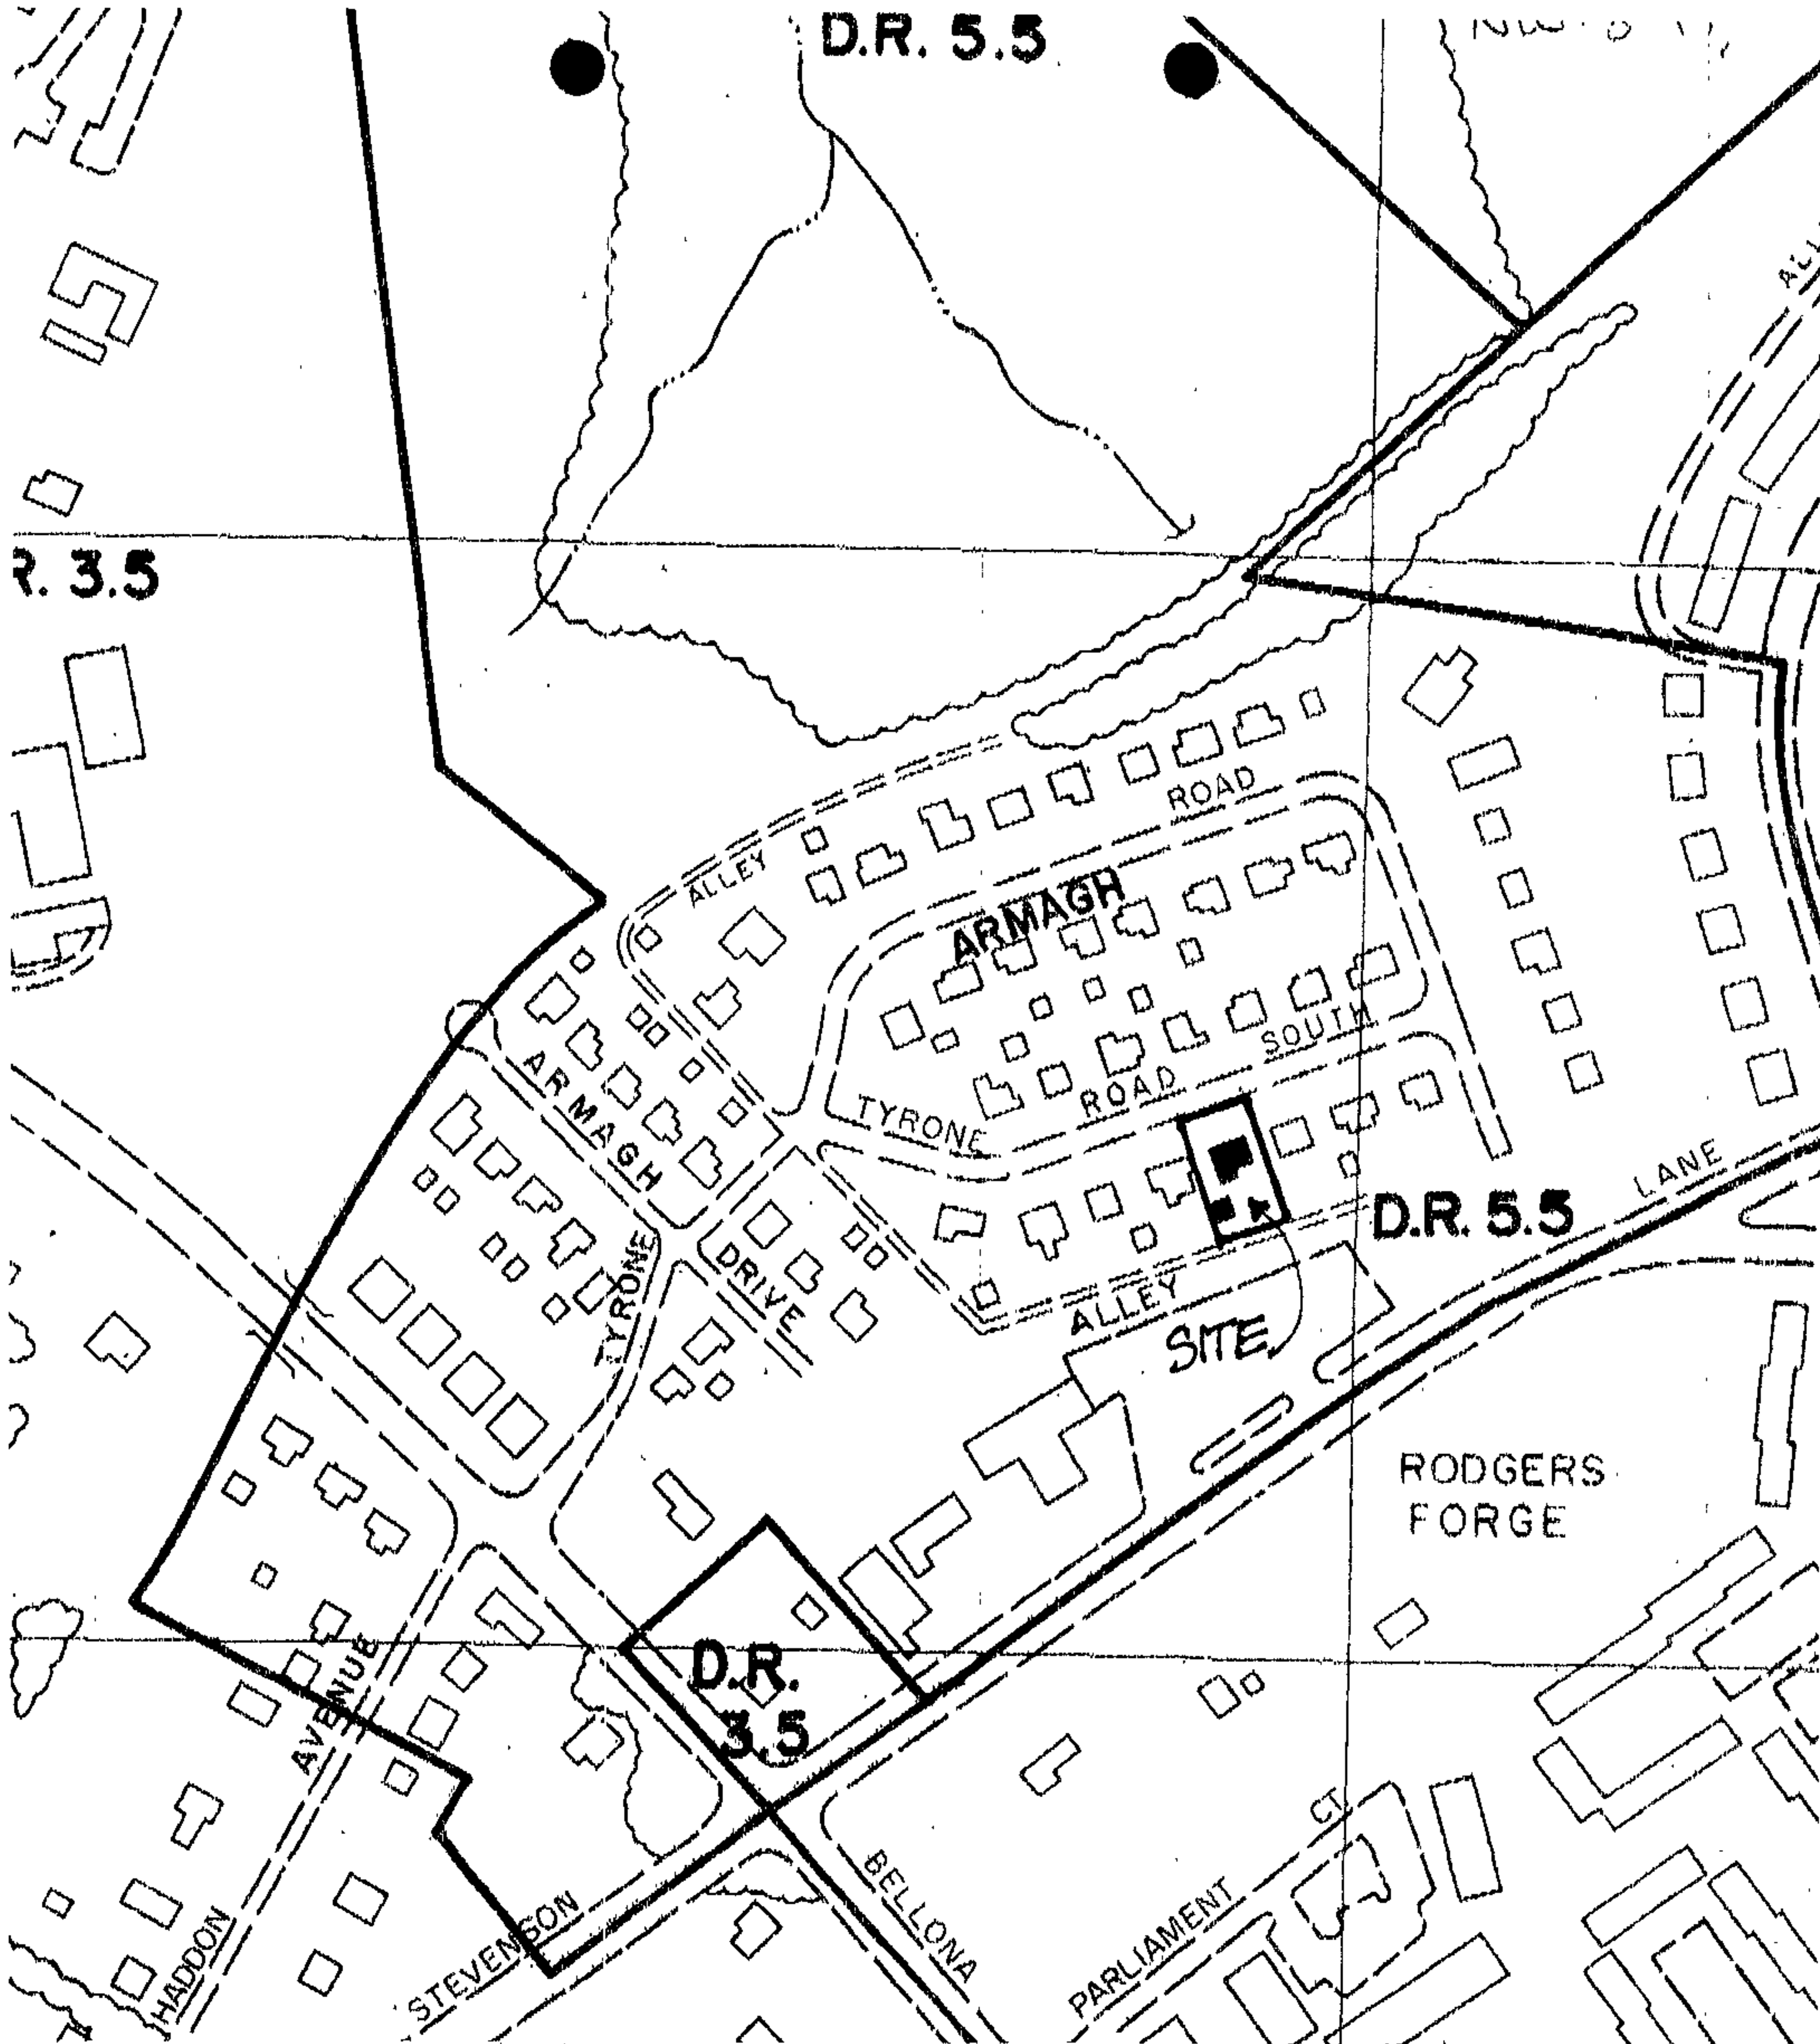 D.R. 5.5
R. 3.5
ROAD
ALLEY
ARMAGH
SOUTH
ARMAGH
TYRONE
ROAD
LANE
D.R. 5.5
TYRONE
DRIVE
ALLEY
SITE
RODGERS
FORGE
D.R.
3.5
AVENUE
CT.
BELLONA
STEVENSON
PARLIAMENT
HADDON